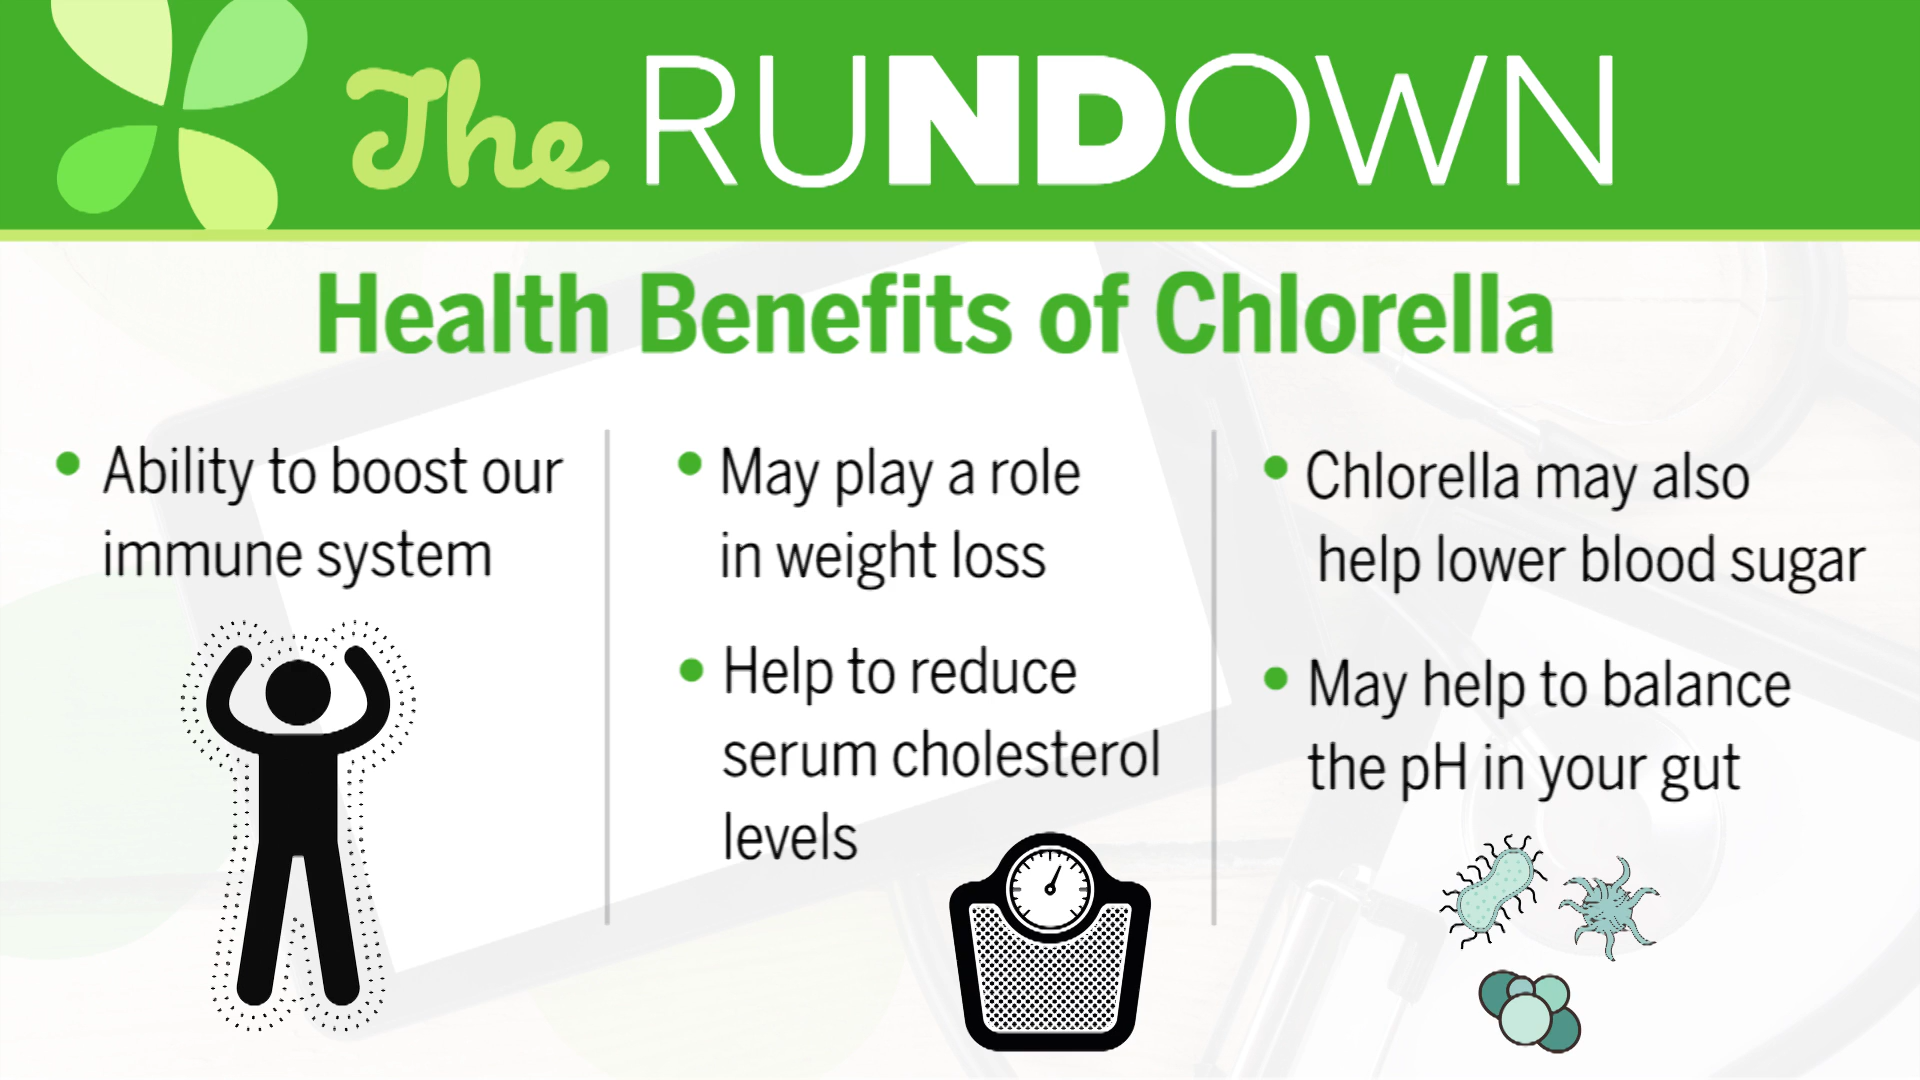 The RUNDOWN
Health Benefits of Chlorella
• Ability to boost our
immune system
• May play a role
in weight loss
• Help to reduce
serum cholesterol
levels
• Chlorella may also
help lower blood sugar
• May help to balance
the pH in your gut